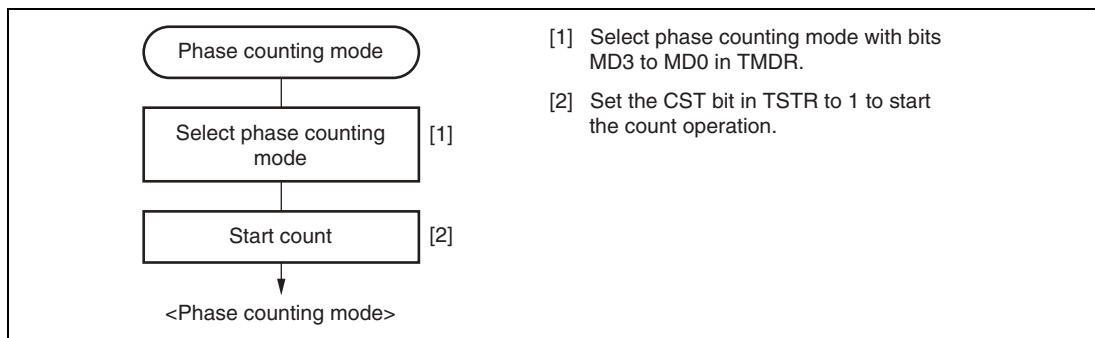 Phase counting mode
Select phase counting
mode
[1]
Start count
[2]
<Phase counting mode>
[1] Select phase counting mode with bits
MD3 to MD0 in TMDR.
[2] Set the CST bit in TSTR to 1 to start
the count operation.